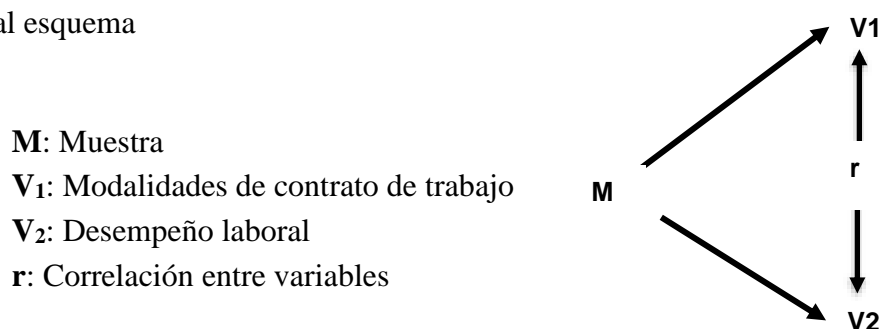 al esquema
M: Muestra
V1: Modalidades de contrato de trabajo
V2: Desempeño laboral
r: Correlación entre variables
V1
r
M
V2